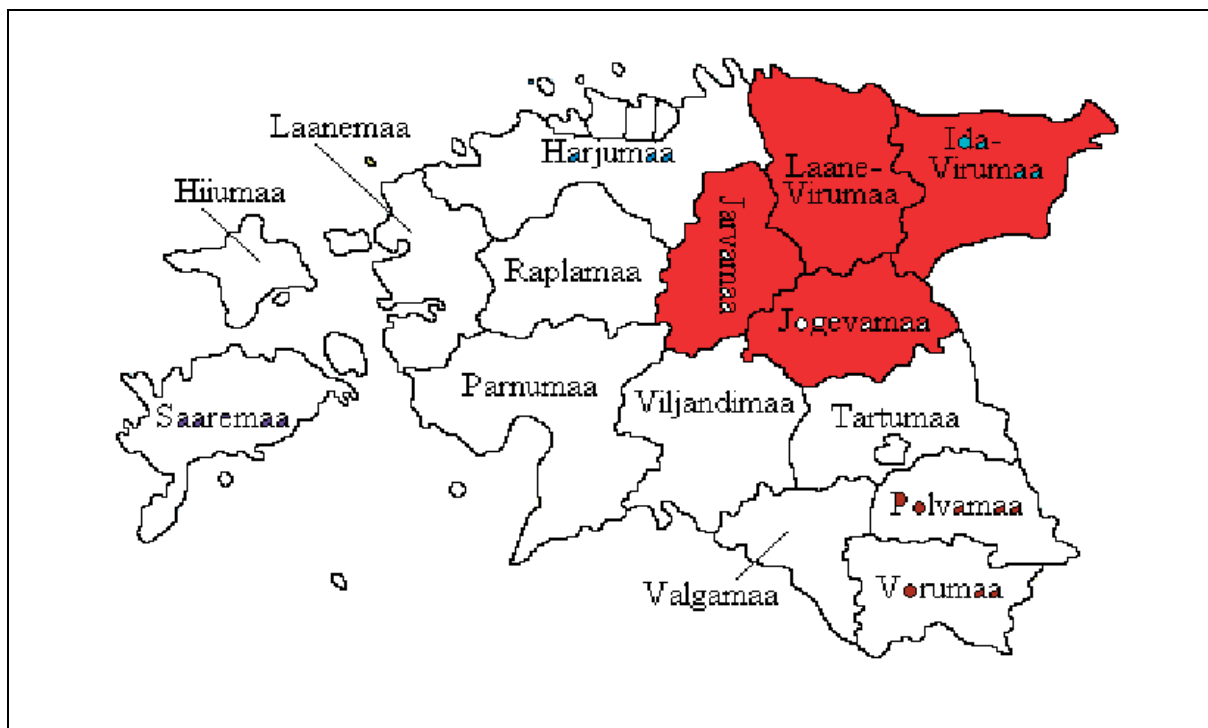 Laanemaa
Harjumaa
Ida-
Virumaa
Laane-
Virumaa
Hiiumaa
Jarvamaa
Raplamaa
Jogevamaa
Parnumaa
Viljandimaa
Saaremaa
Tartumaa
Polvamaa
Valgamaa
Vorumaa